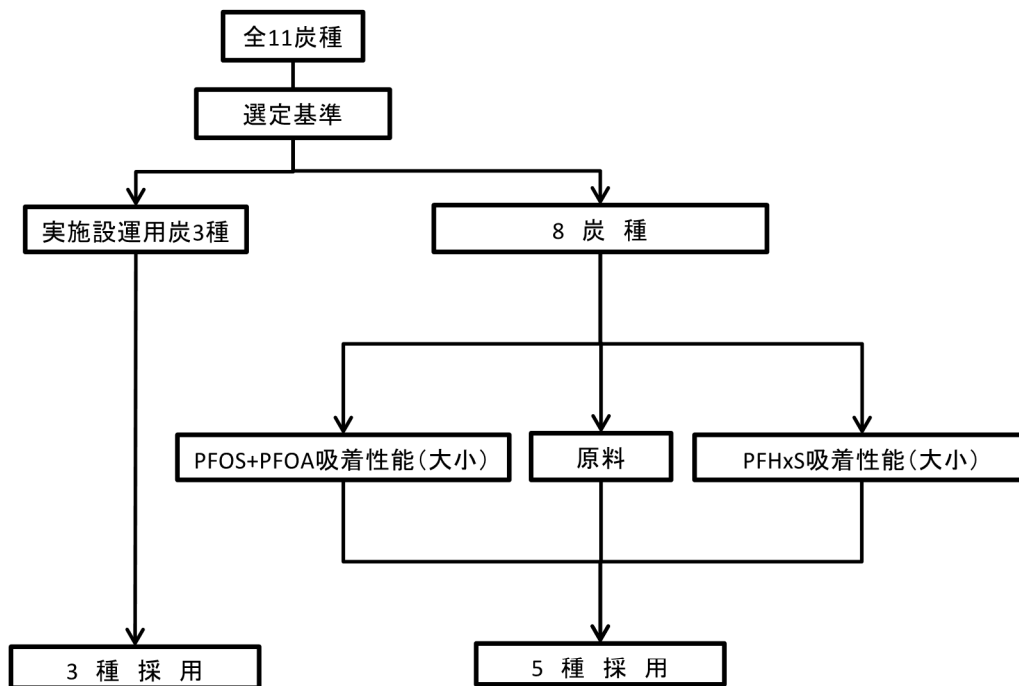 全11炭種
選定基準
実施設運用炭3種
8 炭 種
PFOS+PFOA吸着性能(大小)
原料
PFHxS吸着性能(大小)
3 種 採 用
5 種 採 用